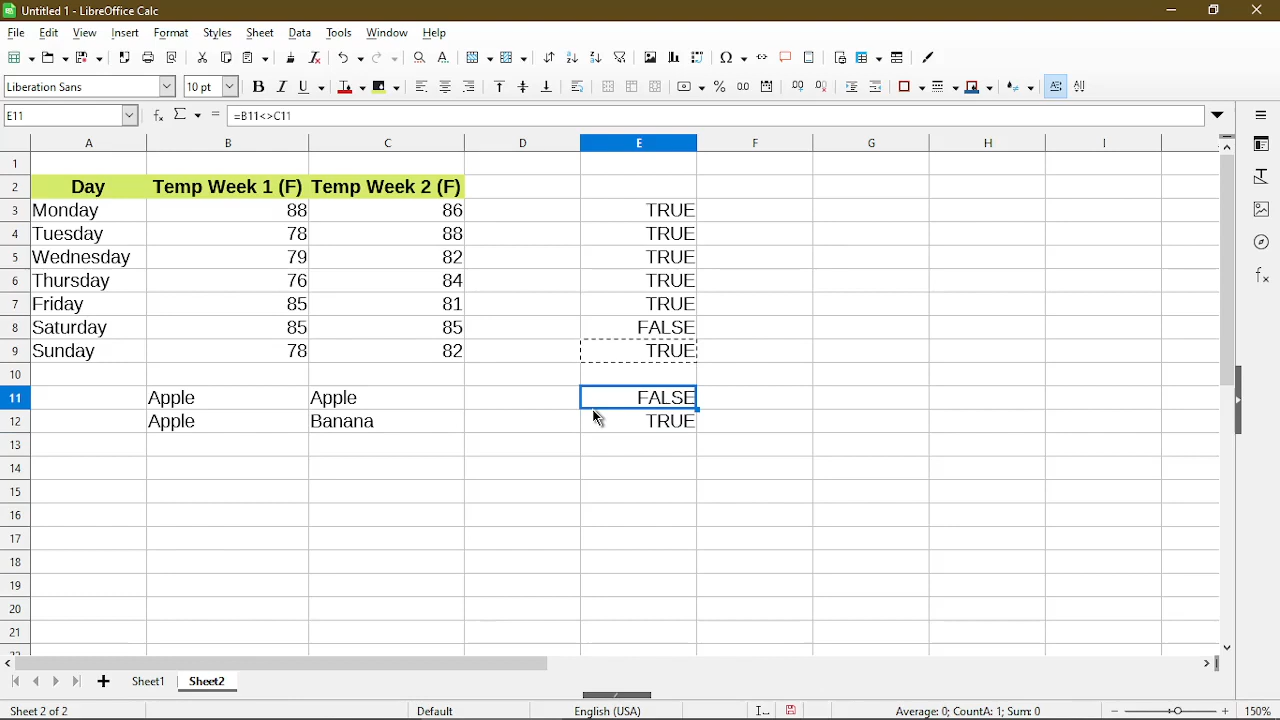 Untitled 1 - LibreOffice Calc
File Edit View Insert Format Styles Sheet Data Tools Window Help
Liberation Sans 10 pt
E11 =B11<>C11
A B C D E F G H I
1
2 Day Temp Week 1 (F) Temp Week 2 (F)
3 Monday 88 86 TRUE
4 Tuesday 78 88 TRUE
5 Wednesday 79 82 TRUE
6 Thursday 76 84 TRUE
7 Friday 85 81 TRUE
8 Saturday 85 85 FALSE
9 Sunday 78 82 TRUE
10
11 Apple Apple FALSE
12 Apple Banana TRUE
13
14
15
16
17
18
19
20
21
Sheet1 Sheet2
Sheet 2 of 2 Default English (USA) Average: 0; CountA: 1; Sum: 0 150%